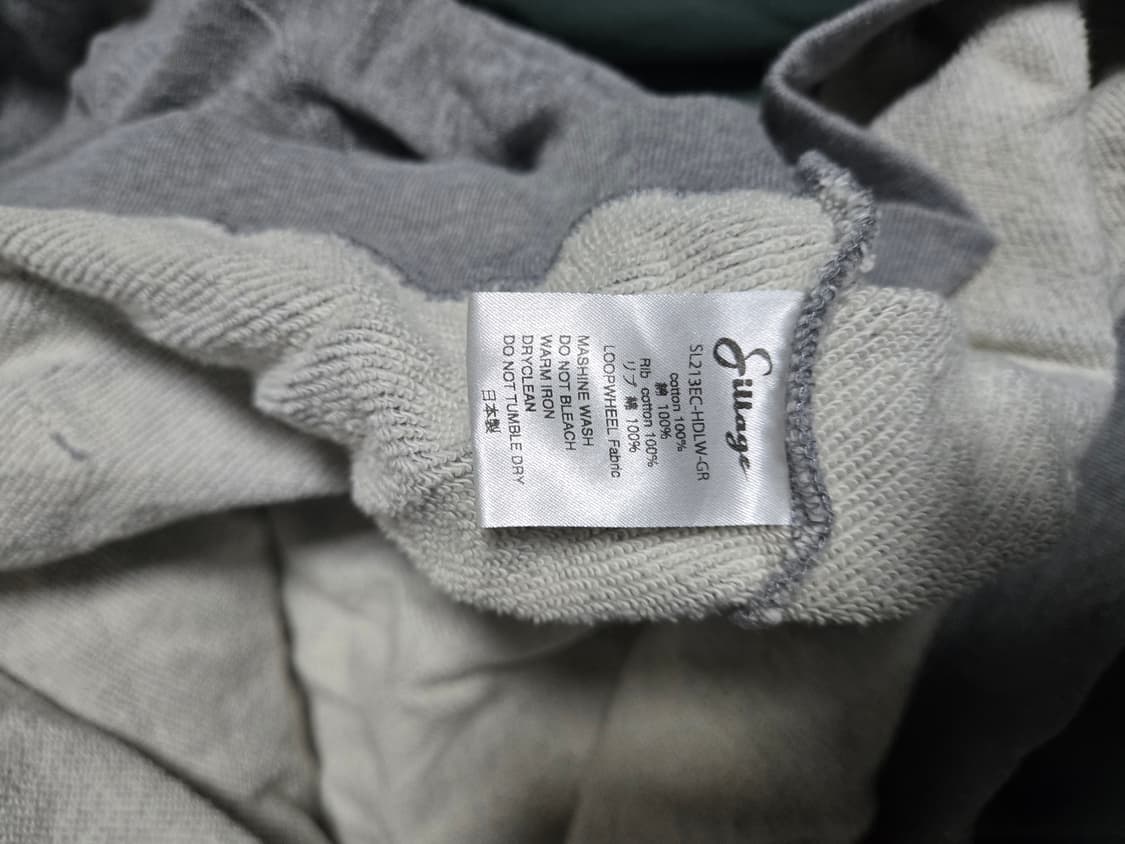 Sillage
SL213EC-HDLW-GR
cotton 100%
綿 100%
Rib cotton 100%
リブ 綿 100%
LOOPWHEEL Fabric
MASHINE WASH
DO NOT BLEACH
WARM IRON
DRYCLEAN
DO NOT TUMBLE DRY
日本製